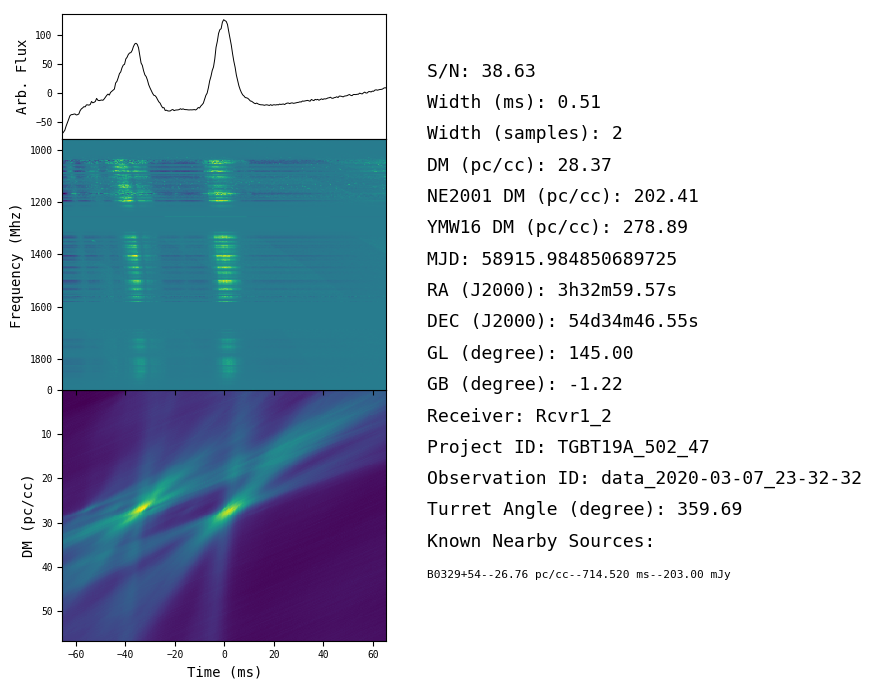 100
50
0
−50
Arb. Flux
1000
1200
1400
1600
1800
Frequency (Mhz)
0
10
20
30
40
50
DM (pc/cc)
−60 −40 −20 0 20 40 60
Time (ms)
S/N: 38.63
Width (ms): 0.51
Width (samples): 2
DM (pc/cc): 28.37
NE2001 DM (pc/cc): 202.41
YMW16 DM (pc/cc): 278.89
MJD: 58915.984850689725
RA (J2000): 3h32m59.57s
DEC (J2000): 54d34m46.55s
GL (degree): 145.00
GB (degree): -1.22
Receiver: Rcvr1_2
Project ID: TGBT19A_502_47
Observation ID: data_2020-03-07_23-32-32
Turret Angle (degree): 359.69
Known Nearby Sources:
B0329+54--26.76 pc/cc--714.520 ms--203.00 mJy